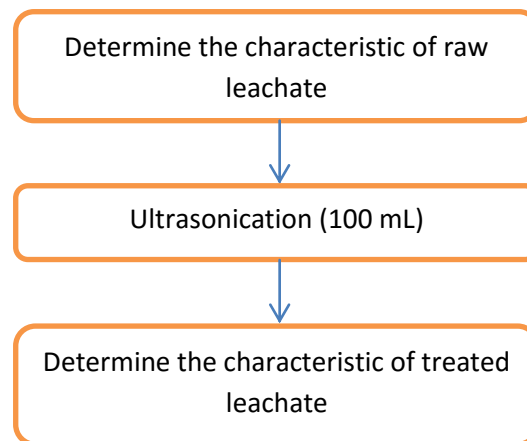 Determine the characteristic of raw
leachate
Ultrasonication (100 mL)
Determine the characteristic of treated
leachate